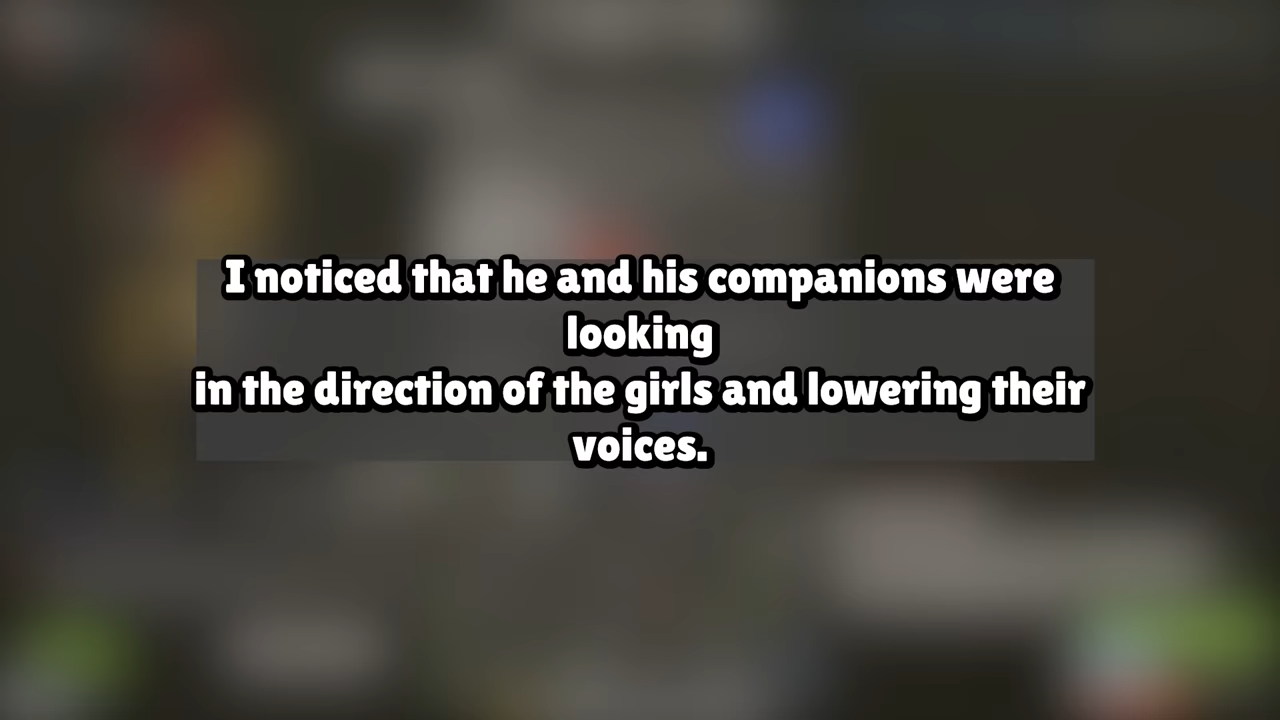 I noticed that he and his companions were
looking
in the direction of the girls and lowering their
voices.